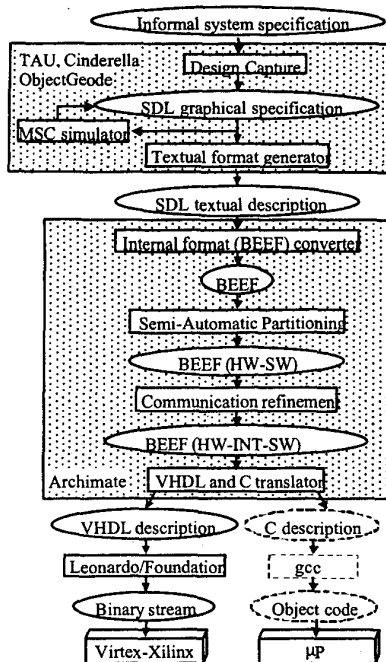 Informal system specification
TAU, Cinderella
ObjectGeode
Design Capture
SDL graphical specification
MSC simulator
Textual format generator
SDL textual description
Internal format (BEEF) converter
BEEF
Semi-Automatic Partitioning
BEEF (HW-SW)
Communication refinemen
BEEF (HW-INT-SW)
Archimate
VHDL and C translator
VHDL description
C description
Leonardo/Foundation
gcc
Binary stream
Object code
Virtex-Xilinx
μP